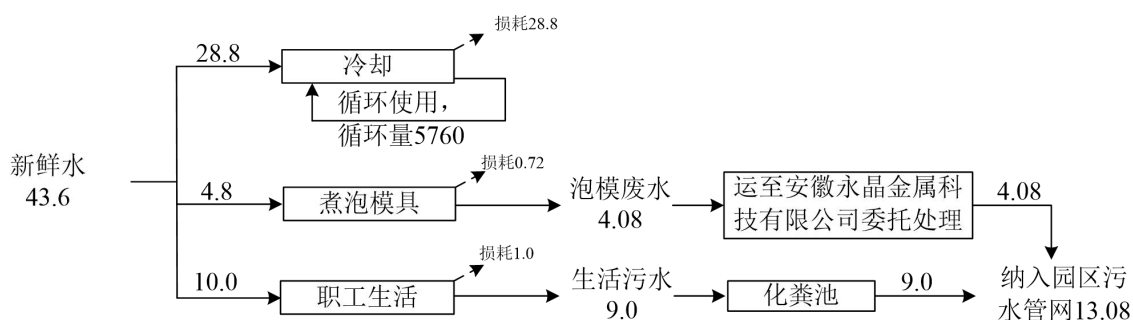 损耗28.8
28.8
冷却
循环使用，
循环量5760
新鲜水
43.6
损耗0.72
4.8
煮泡模具
泡模废水
4.08
运至安徽永晶金属科
技有限公司委托处理
4.08
损耗1.0
10.0
职工生活
生活污水
9.0
化粪池
9.0
纳入园区污
水管网13.08